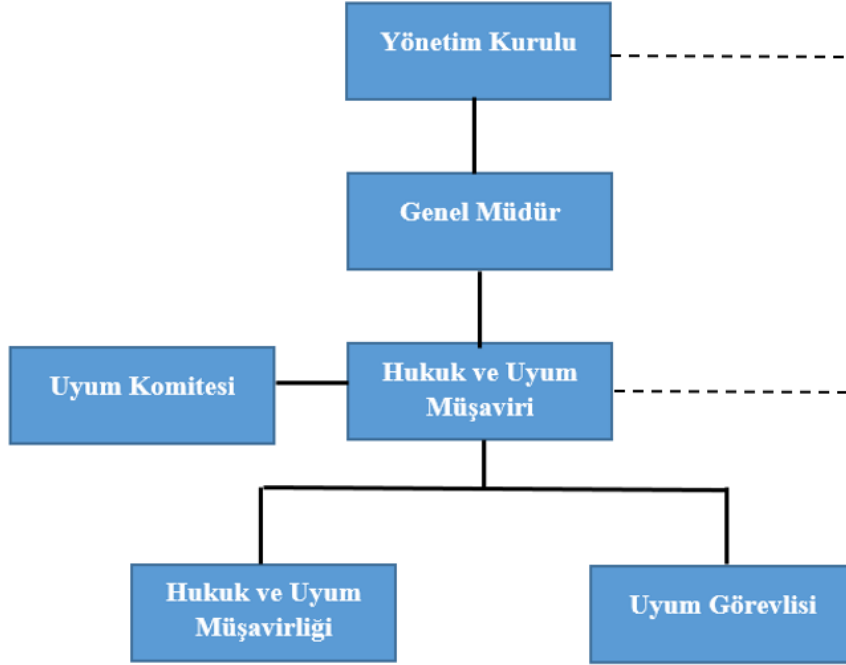 Yönetim Kurulu
Genel Müdür
Uyum Komitesi
Hukuk ve Uyum
Müşaviri
Hukuk ve Uyum
Müşavirliği
Uyum Görevlisi